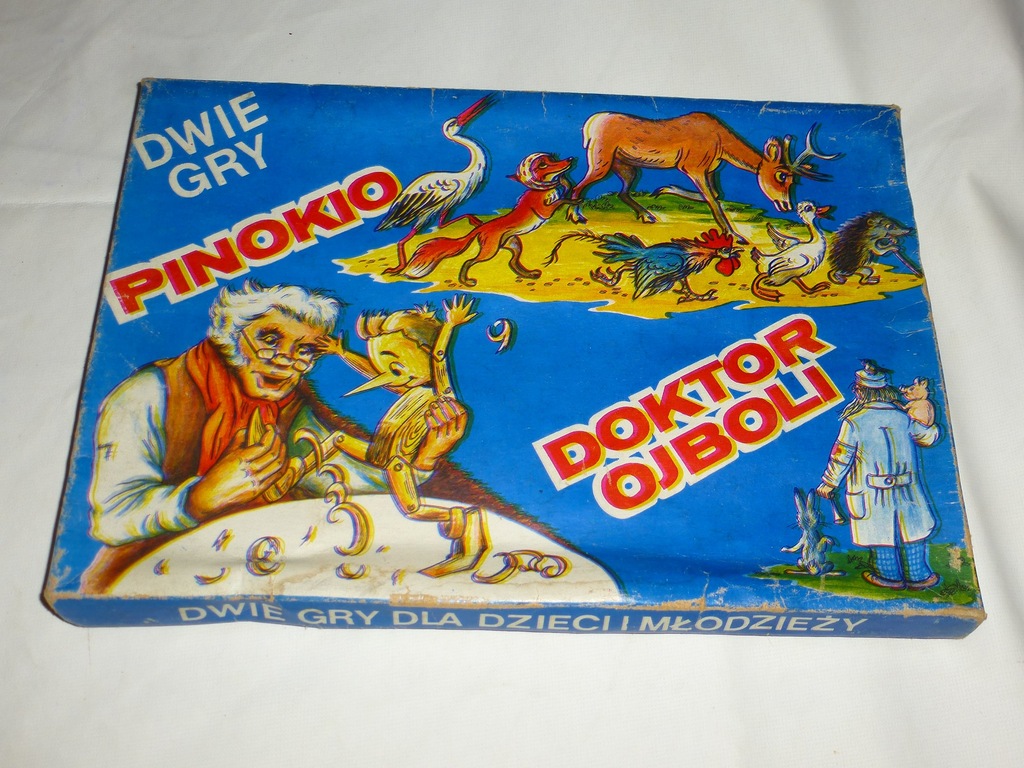 DWIE
GRY
PINOKIO
DOKTOR
OJBOLI
DWIE GRY DLA DZIECI I MŁODZIEŻY